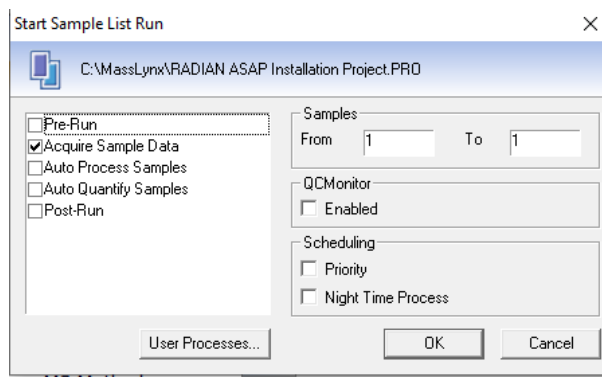 Start Sample List Run
C:\MassLynx\RADIAN ASAP Installation Project.PRO
Pre-Run
Acquire Sample Data
Auto Process Samples
Auto Quantify Samples
Post-Run
User Processes...
Samples
From 1 To 1
QCMonitor
Enabled
Scheduling
Priority
Night Time Process
OK Cancel